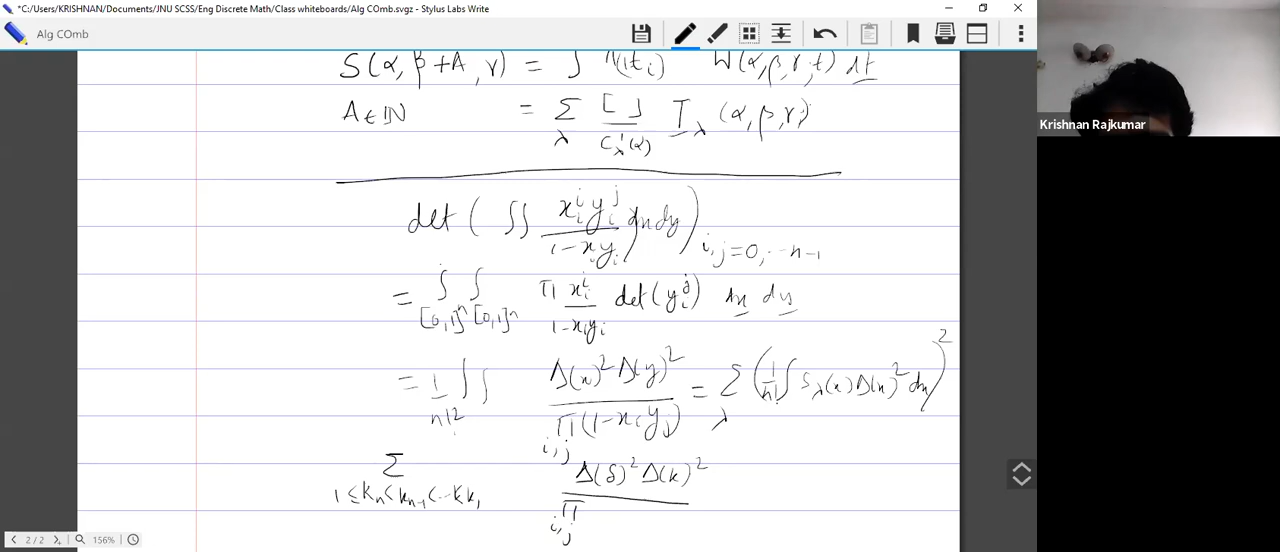 *C:/Users/KRISHNAN/Documents/JNU SCSS/Eng Discrete Math/Class whiteboards/Alg COmb.svgz - Stylus Labs Write
Alg COmb
S(α, β+A, γ) = ∫ Λ(1 t_i) W(α,β,γ,t) dt
A∈ℕ = Σ_λ [ ] / C'_λ(α) I_λ (α,β,γ)
Krishnan Rajkumar
det ( ∫∫ x_i^i y_i^j / (1-x_i y_i) dx dy )_{i,j=0,...n-1}
= ∫_{[0,1]^n} ∫_{[0,1]^n} Π x_i^i / (1-x_i y_i) det(y_i^j) dx dy
= 1/n!^2 ∫∫ Δ(x)^2 Δ(y)^2 / Π_{i,j} (1-x_i y_j) = Σ_λ (1/n! ∫ s_λ(x) Δ(x)^2 dx)^2
Σ_{1≤k_n<k_{n-1}<...<k_1} Δ(δ)^2 Δ(k)^2 / Π_{i,j}
2 / 2
156%